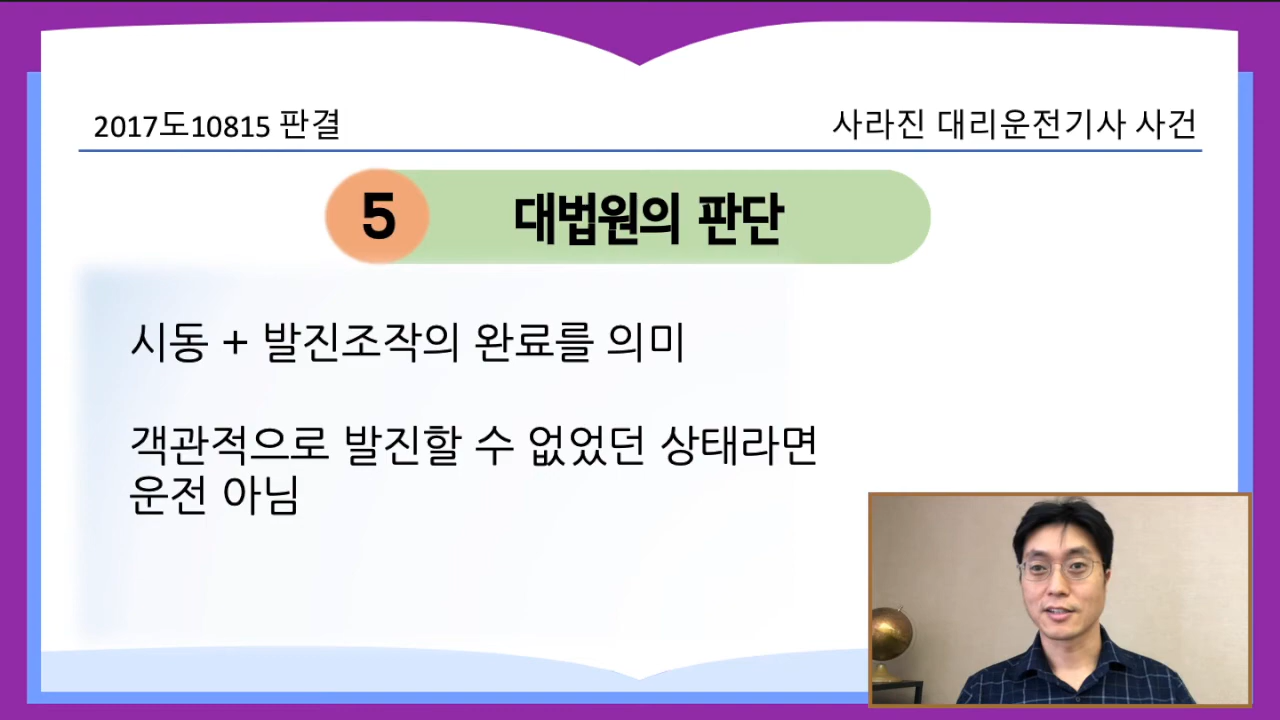 2017도10815 판결
사라진 대리운전기사 사건
5
대법원의 판단
시동 + 발진조작의 완료를 의미
객관적으로 발진할 수 없었던 상태라면
운전 아님